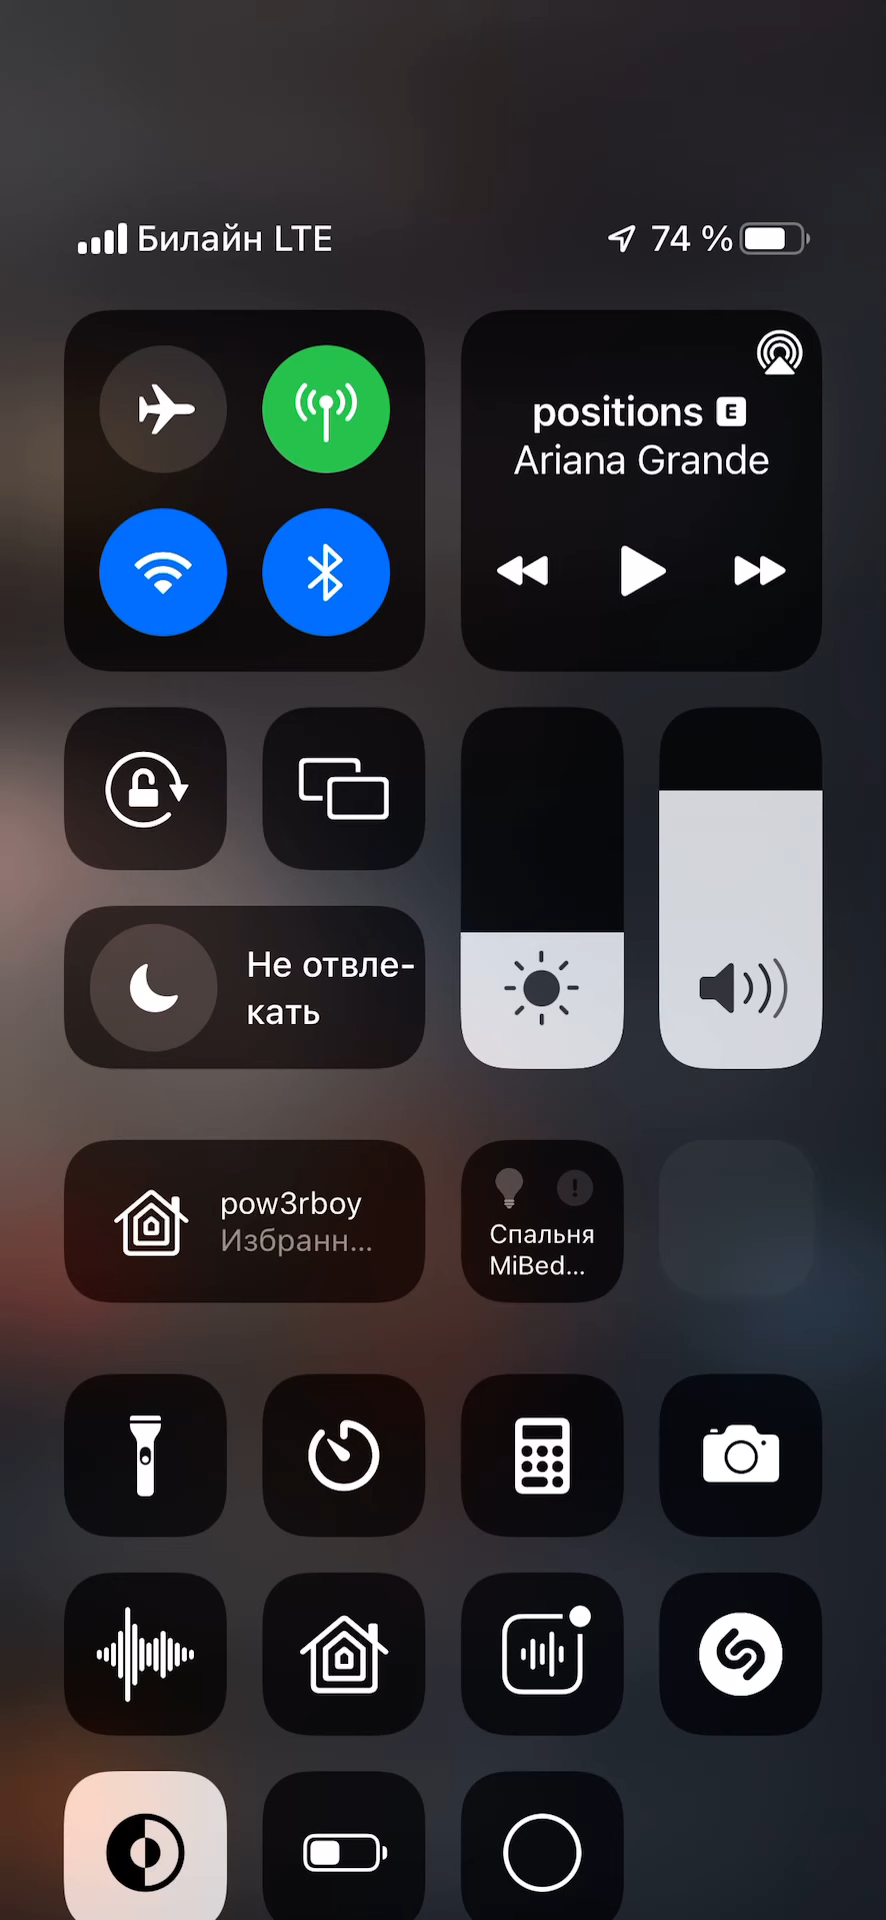 Билайн LTE
74 %
positions E
Ariana Grande
Не отвле-
кать
pow3rboy
Избранн...
Спальня
MiBed...